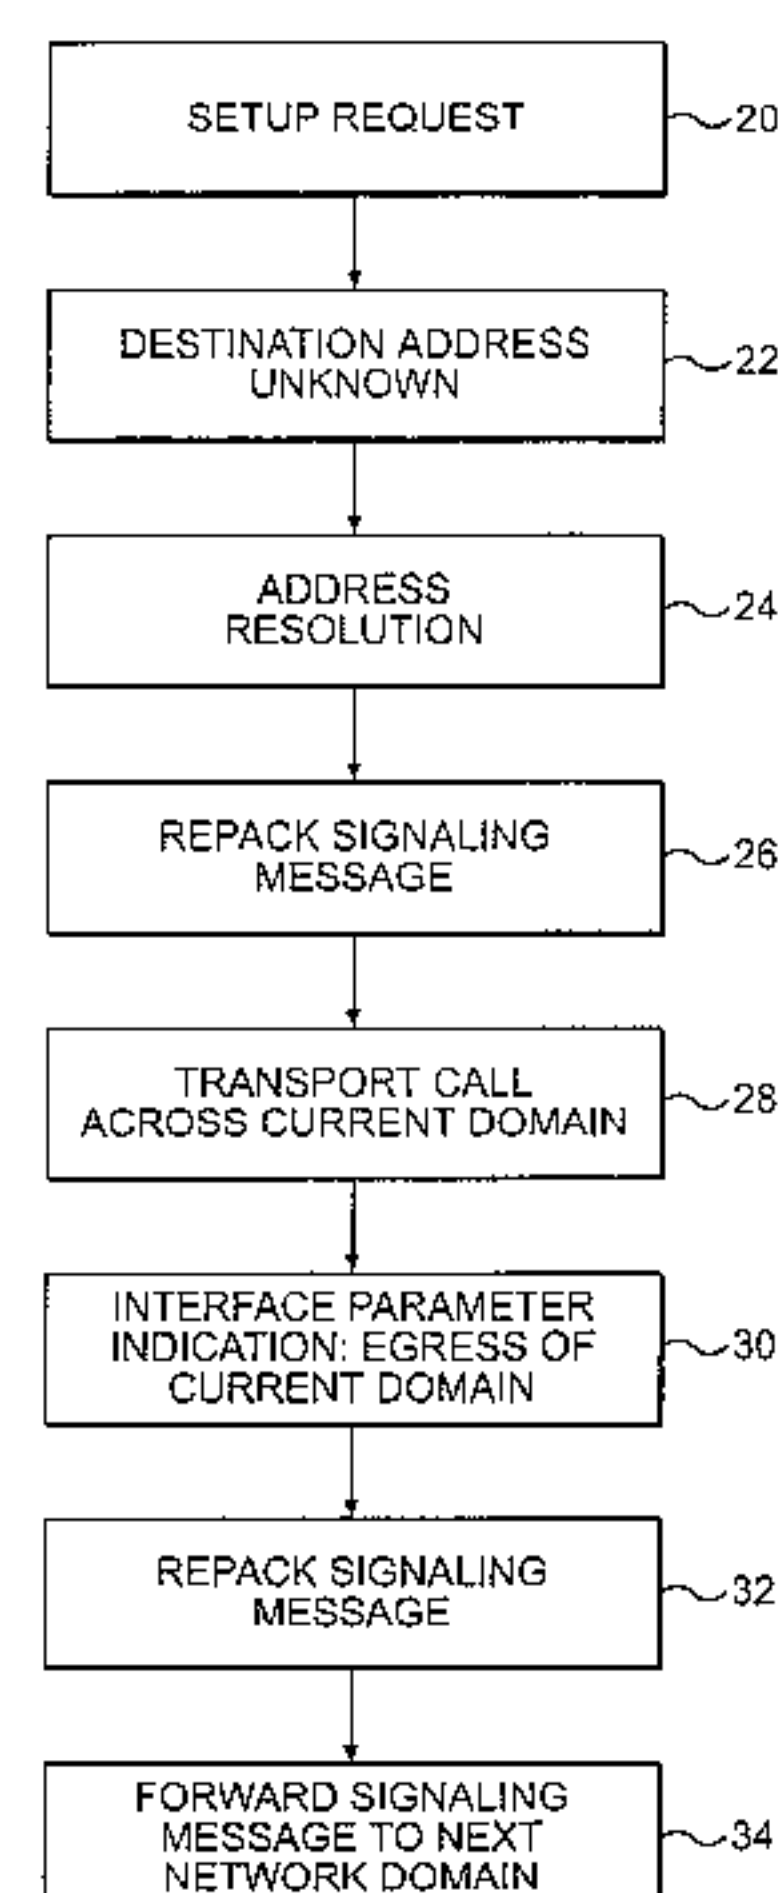 SETUP REQUEST
20
DESTINATION ADDRESS
UNKNOWN
22
ADDRESS
RESOLUTION
24
REPACK SIGNALING
MESSAGE
26
TRANSPORT CALL
ACROSS CURRENT DOMAIN
28
INTERFACE PARAMETER
INDICATION: EGRESS OF
CURRENT DOMAIN
30
REPACK SIGNALING
MESSAGE
32
FORWARD SIGNALING
MESSAGE TO NEXT
NETWORK DOMAIN
34